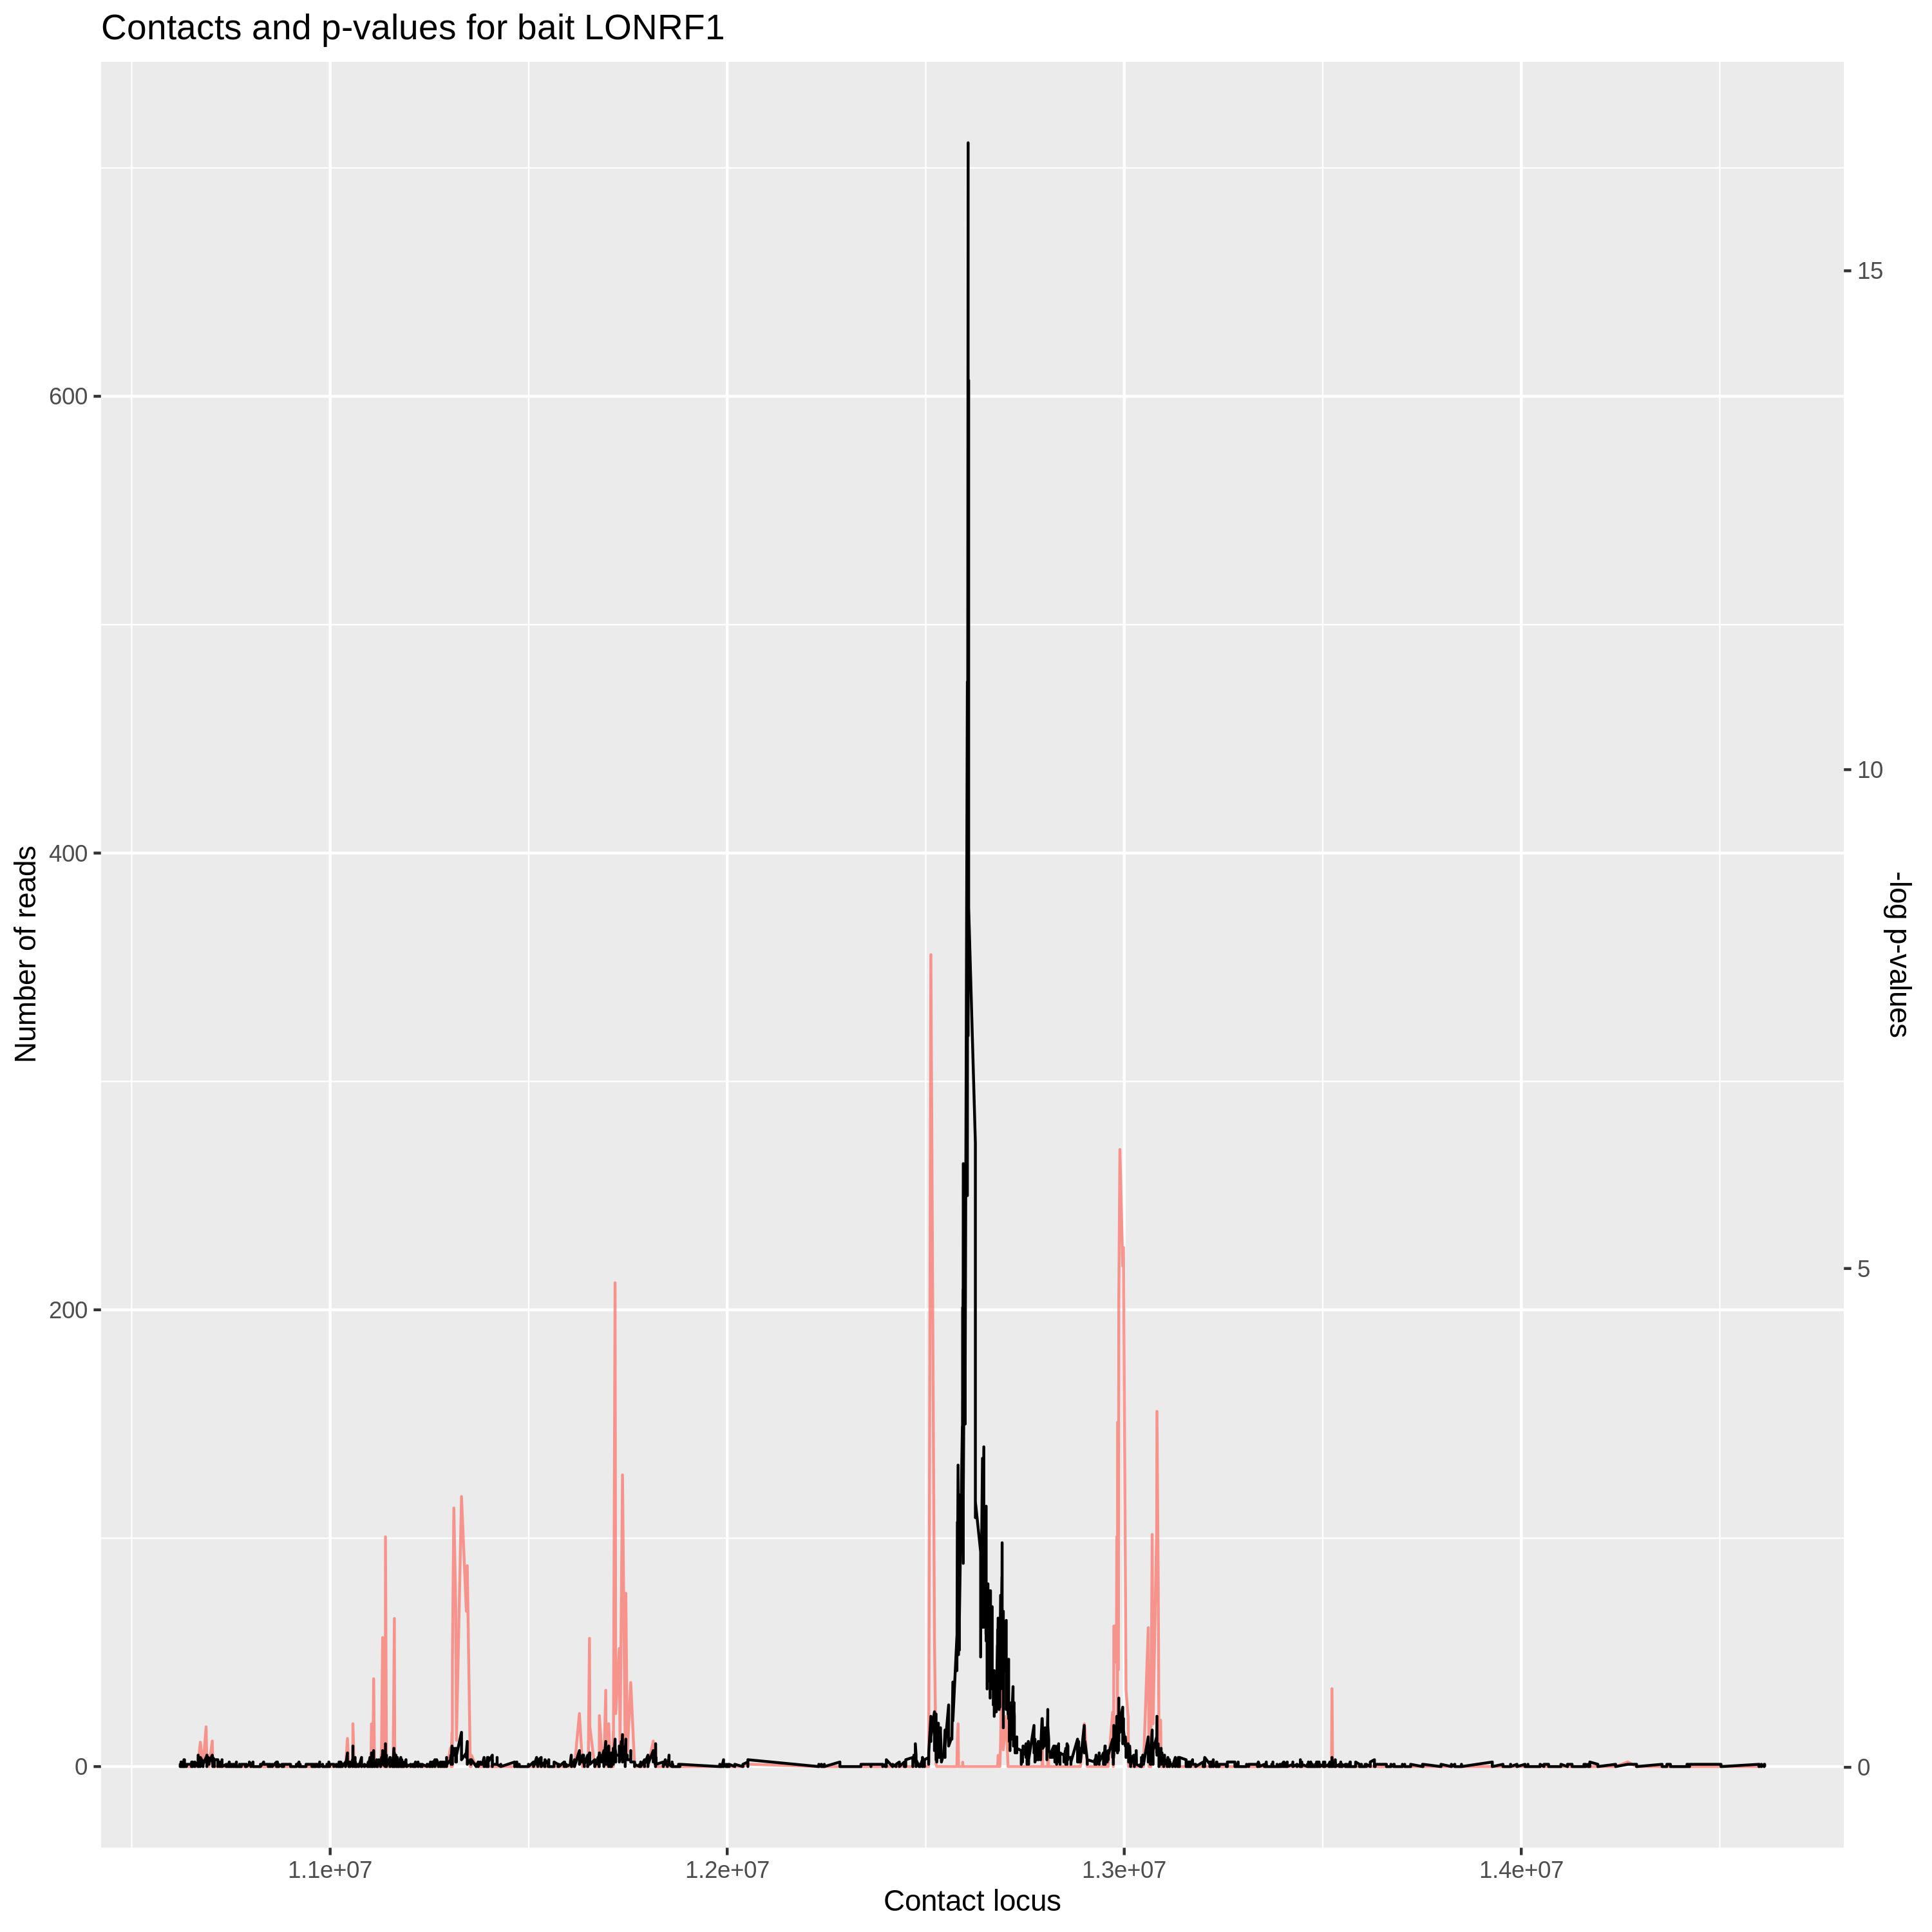 Contacts and p-values for bait LONRF1
Number of reads
600
400
200
0
15
10
5
0
-log p-values
1.1e+07 1.2e+07 1.3e+07 1.4e+07
Contact locus